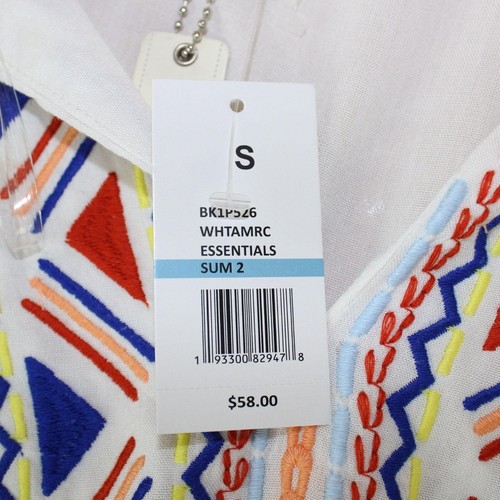 S
BK1P526
WHTAMRC
ESSENTIALS
SUM 2
1 93300 82947 8
$58.00